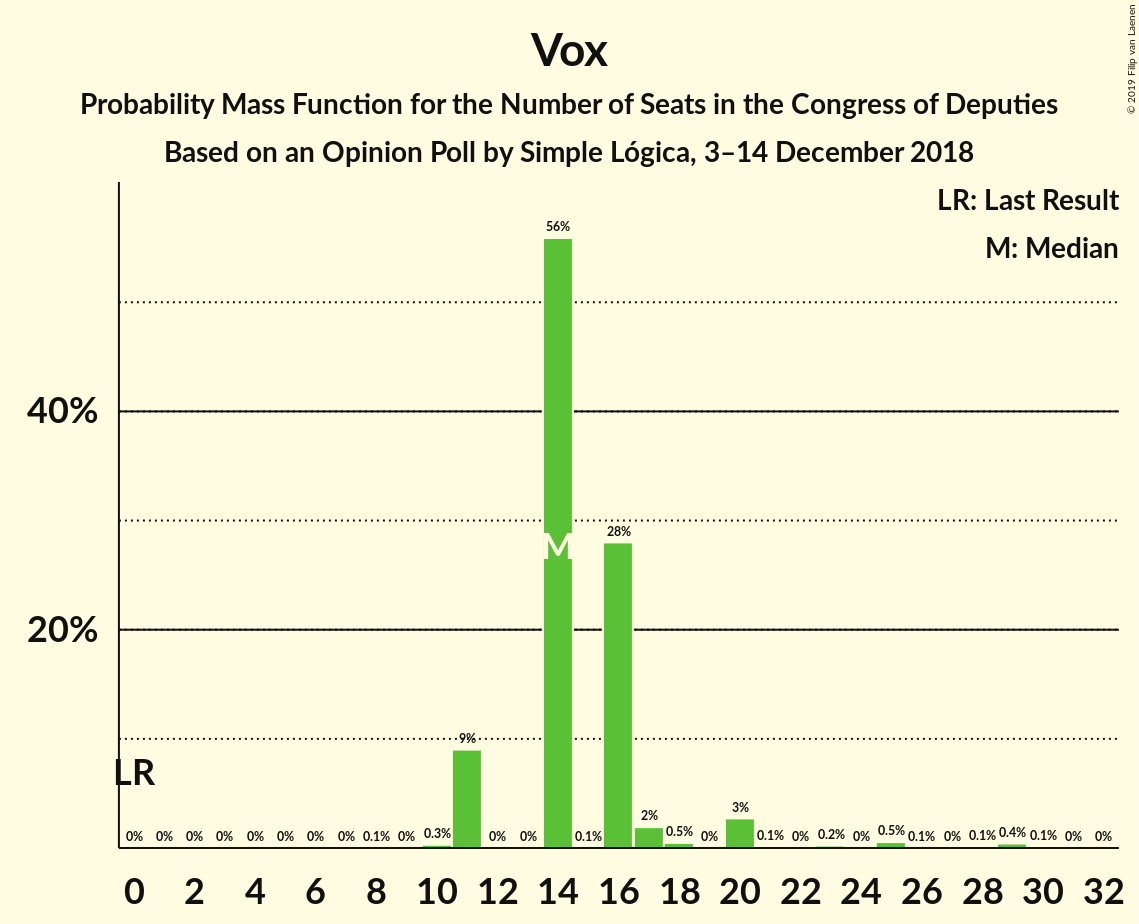 Vox
Probability Mass Function for the Number of Seats in the Congress of Deputies
Based on an Opinion Poll by Simple Lógica, 3–14 December 2018
© 2019 Filip van Laenen
LR: Last Result
M: Median
56%
40%
28%
M
20%
9%
LR
0% 0% 0% 0% 0% 0% 0% 0% 0.1% 0% 0.3% 0% 0% 0.1% 2% 0.5% 0% 3% 0.1% 0% 0.2% 0% 0.5% 0.1% 0% 0.1% 0.4% 0.1% 0% 0%
0 2 4 6 8 10 12 14 16 18 20 22 24 26 28 30 32